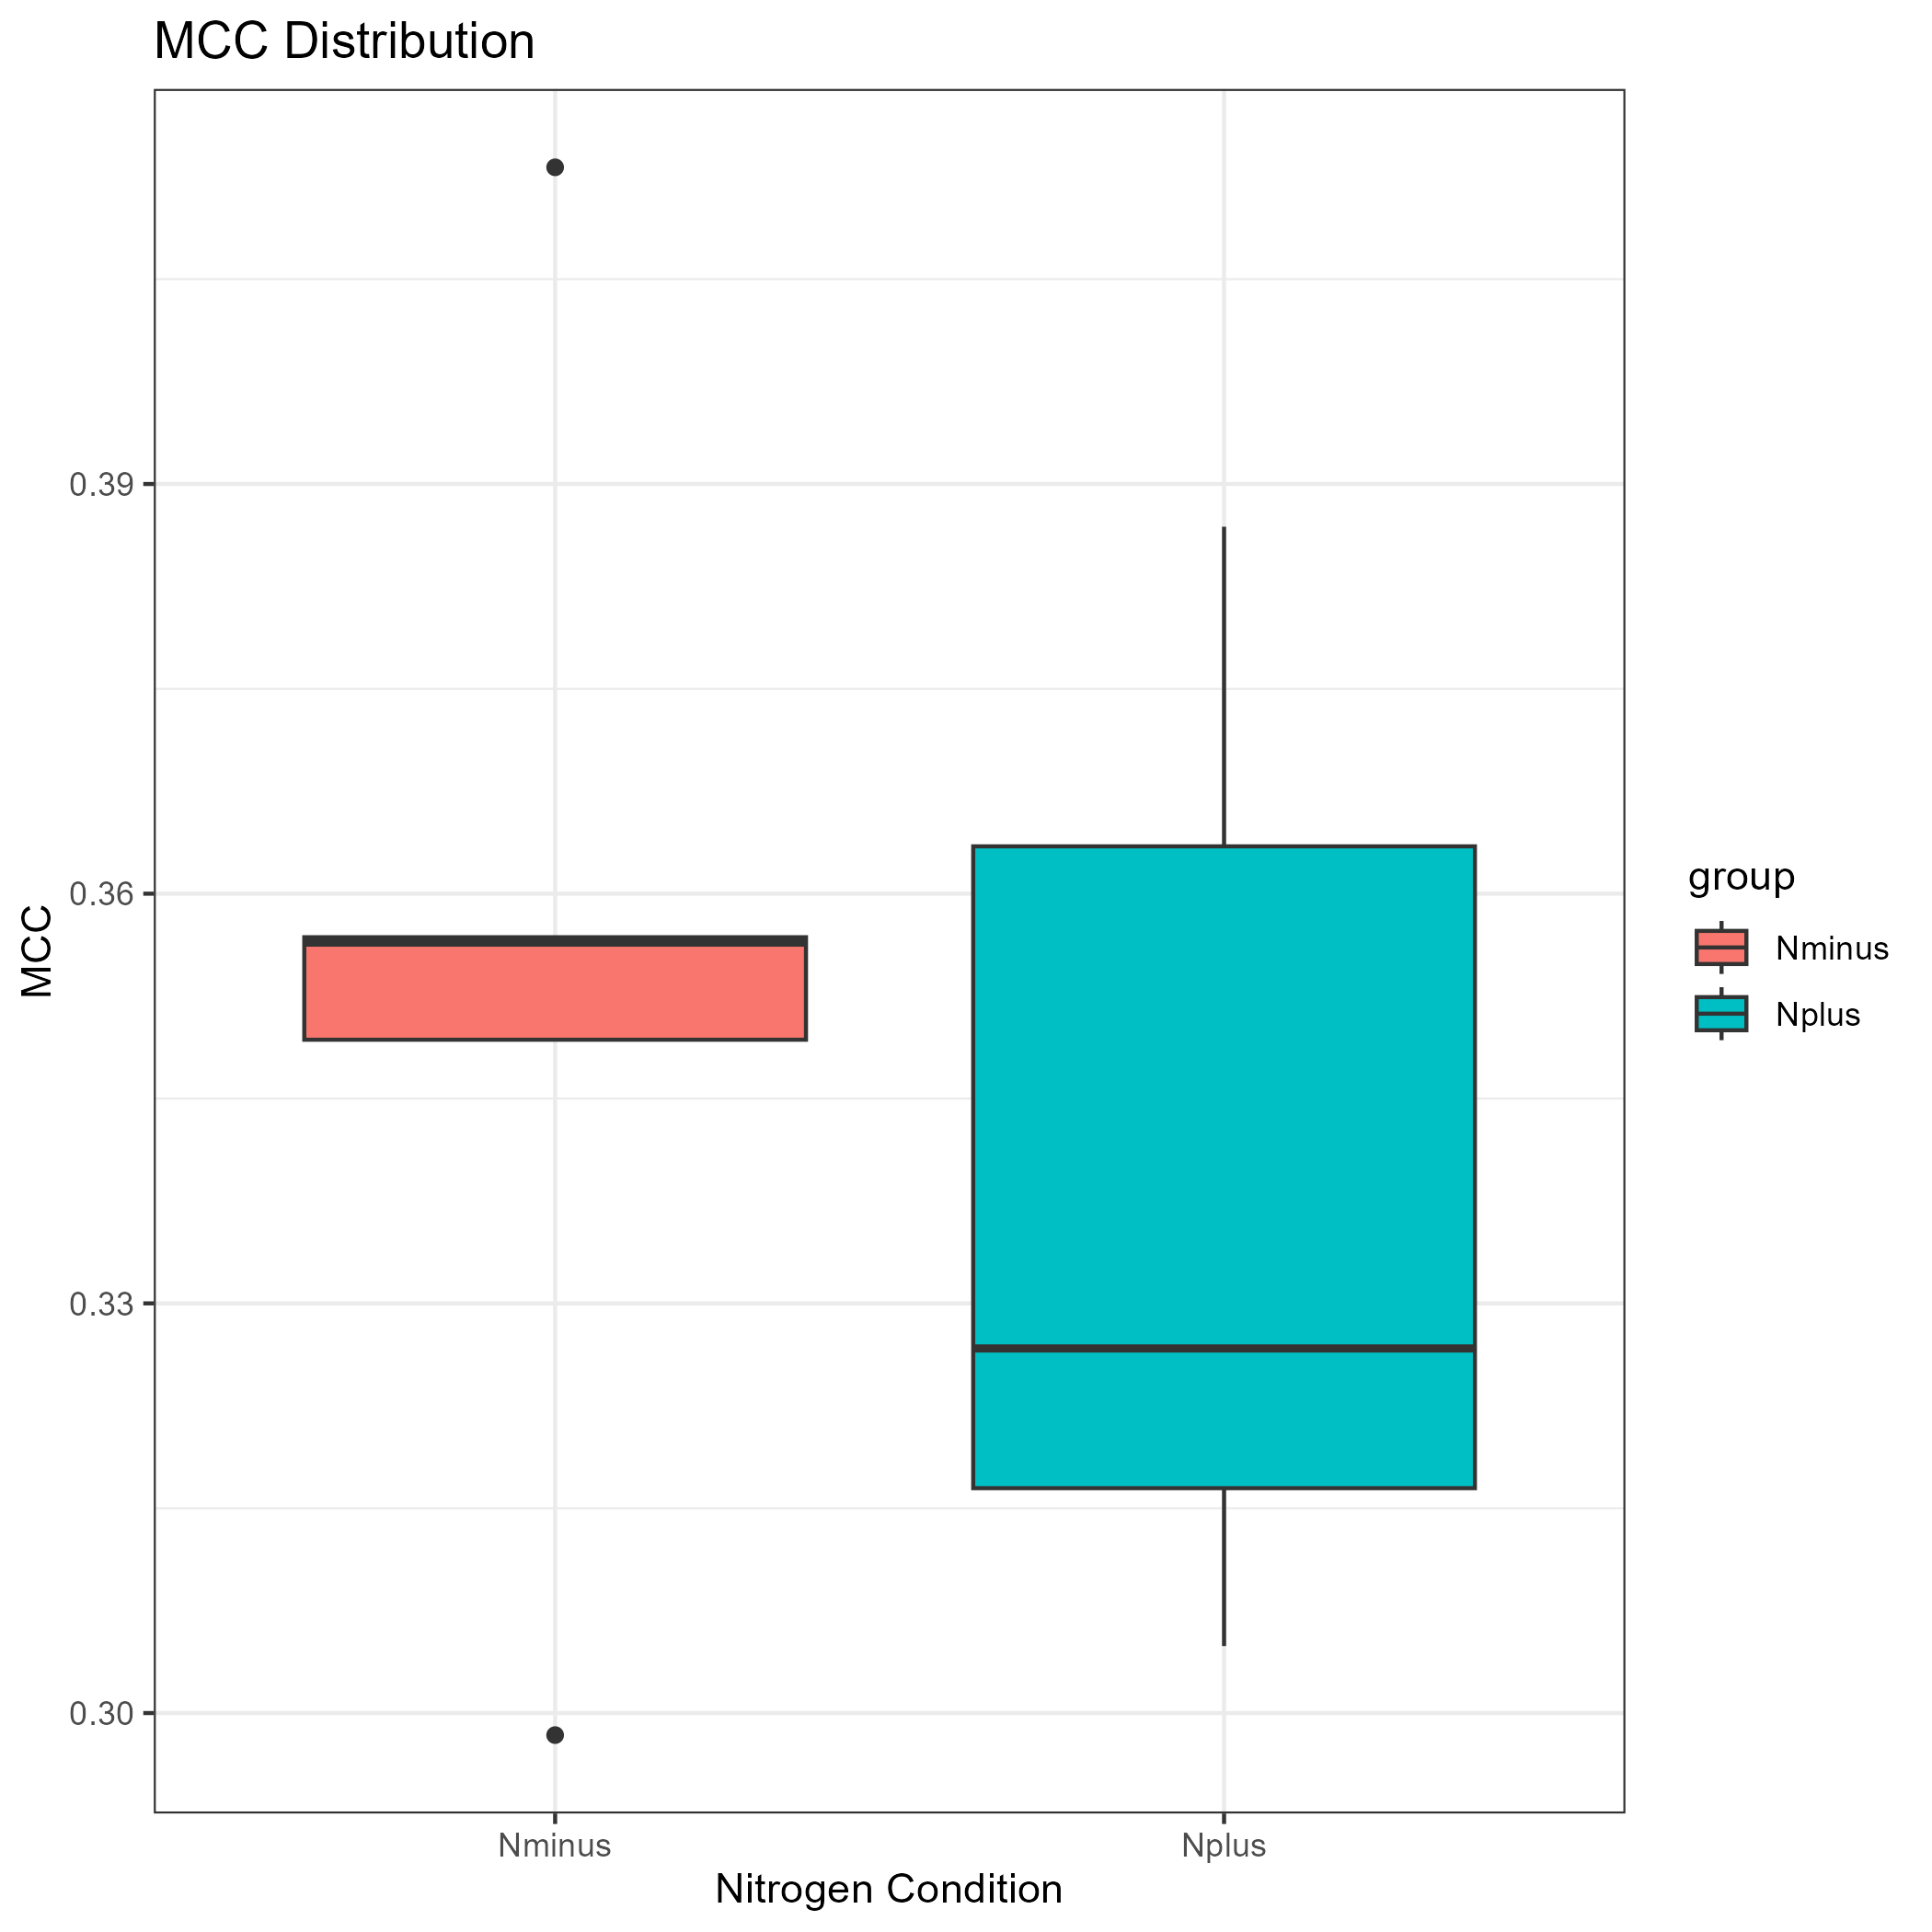 MCC Distribution
0.39
0.36
0.33
0.30
MCC
Nminus
Nplus
Nitrogen Condition
group
Nminus
Nplus